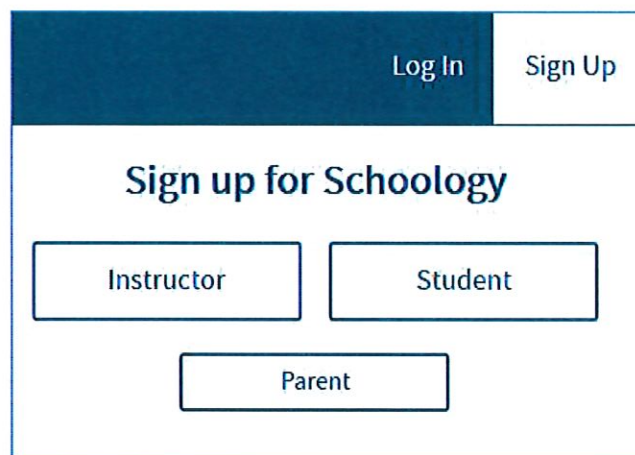 Log In Sign Up
Sign up for Schoology
Instructor Student
Parent